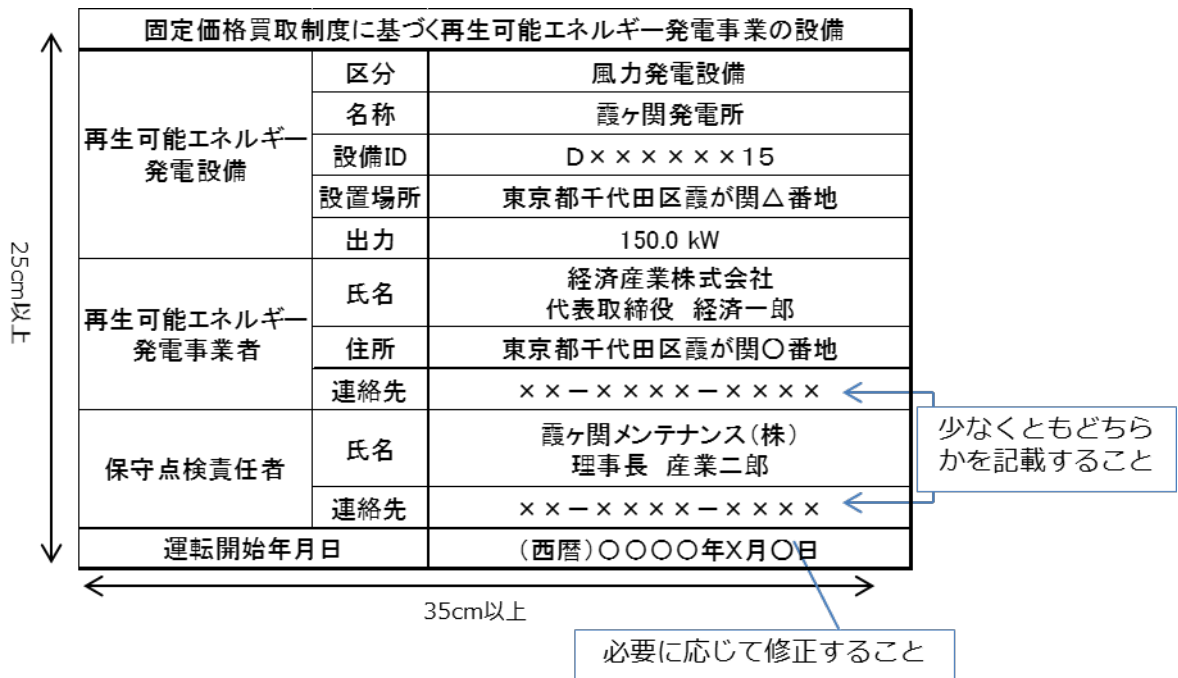 固定価格買取制度に基づく再生可能エネルギー発電事業の設備
再生可能エネルギー
発電設備
区分
風力発電設備
名称
霞ヶ関発電所
設備ID
D××××××15
設置場所
東京都千代田区霞が関△番地
出力
150.0 kW
再生可能エネルギー
発電事業者
氏名
経済産業株式会社
代表取締役 経済一郎
住所
東京都千代田区霞が関〇番地
連絡先
××－××××－××××
保守点検責任者
氏名
霞ヶ関メンテナンス(株)
理事長 産業二郎
連絡先
××－××××－××××
運転開始年月日
(西暦)〇〇〇〇年X月〇日
25cm以上
35cm以上
少なくともどちら
かを記載すること
必要に応じて修正すること